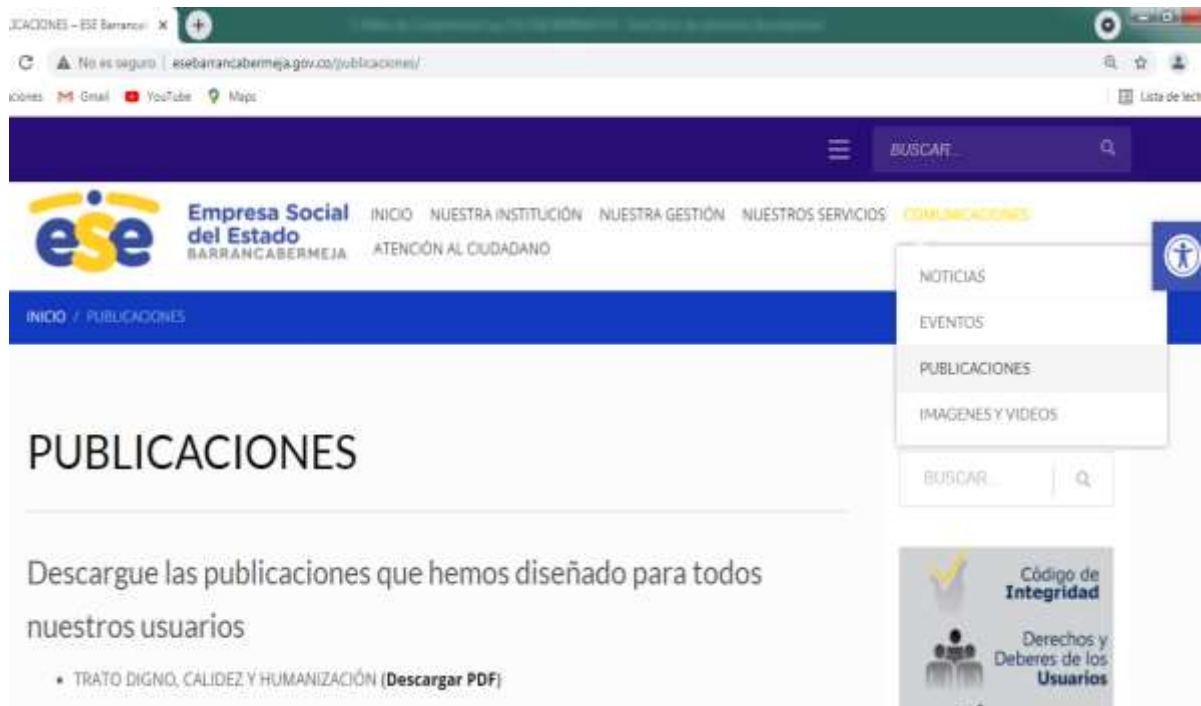 ICACIONES – ESE Barrancab
No es seguro | esebarrancabermeja.gov.co/publicaciones/
Gmail YouTube Maps
Lista de lect
BUSCAR...
ese
Empresa Social
del Estado
BARRANCABERMEJA
INICIO NUESTRA INSTITUCIÓN NUESTRA GESTIÓN NUESTROS SERVICIOS COMUNICACIONES
ATENCIÓN AL CIUDADANO
NOTICIAS
EVENTOS
PUBLICACIONES
IMAGENES Y VIDEOS
INICIO / PUBLICACIONES
PUBLICACIONES
BUSCAR...
Descargue las publicaciones que hemos diseñado para todos
nuestros usuarios
• TRATO DIGNO, CALIDEZ Y HUMANIZACIÓN (Descargar PDF)
Código de
Integridad
Derechos y
Deberes de los
Usuarios